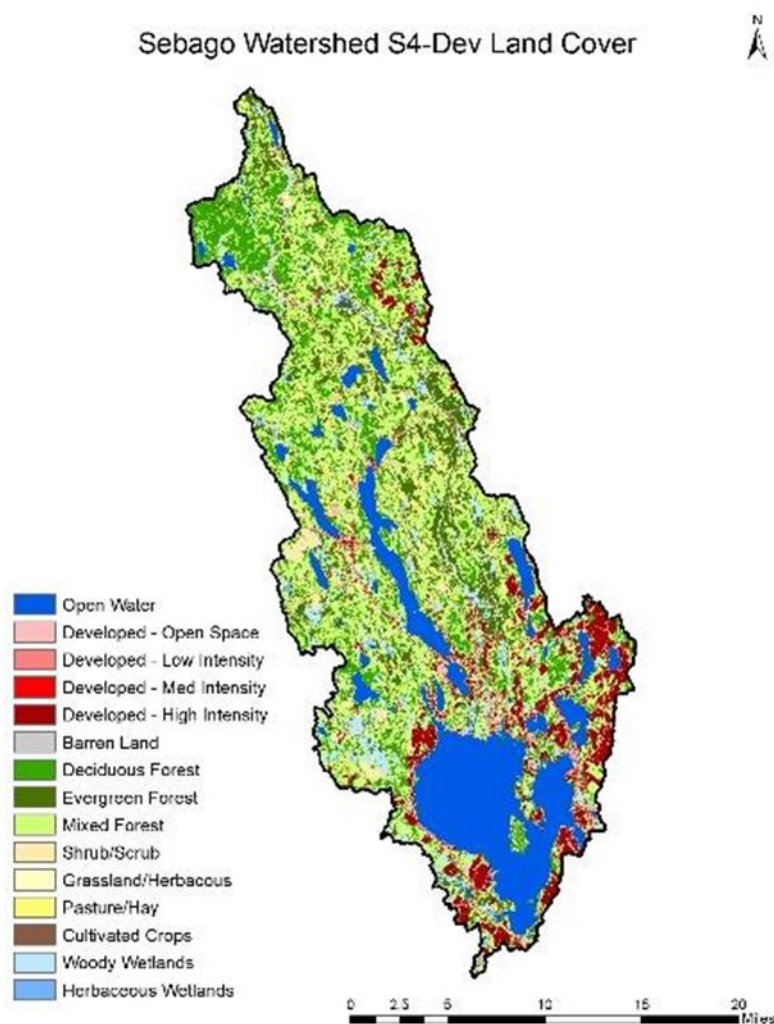 N
Sebago Watershed S4-Dev Land Cover
Open Water
Developed - Open Space
Developed - Low Intensity
Developed - Med Intensity
Developed - High Intensity
Barren Land
Deciduous Forest
Evergreen Forest
Mixed Forest
Shrub/Scrub
Grassland/Herbacous
Pasture/Hay
Cultivated Crops
Woody Wetlands
Herbaceous Wetlands
0 2.5 5 10 15 20
Miles